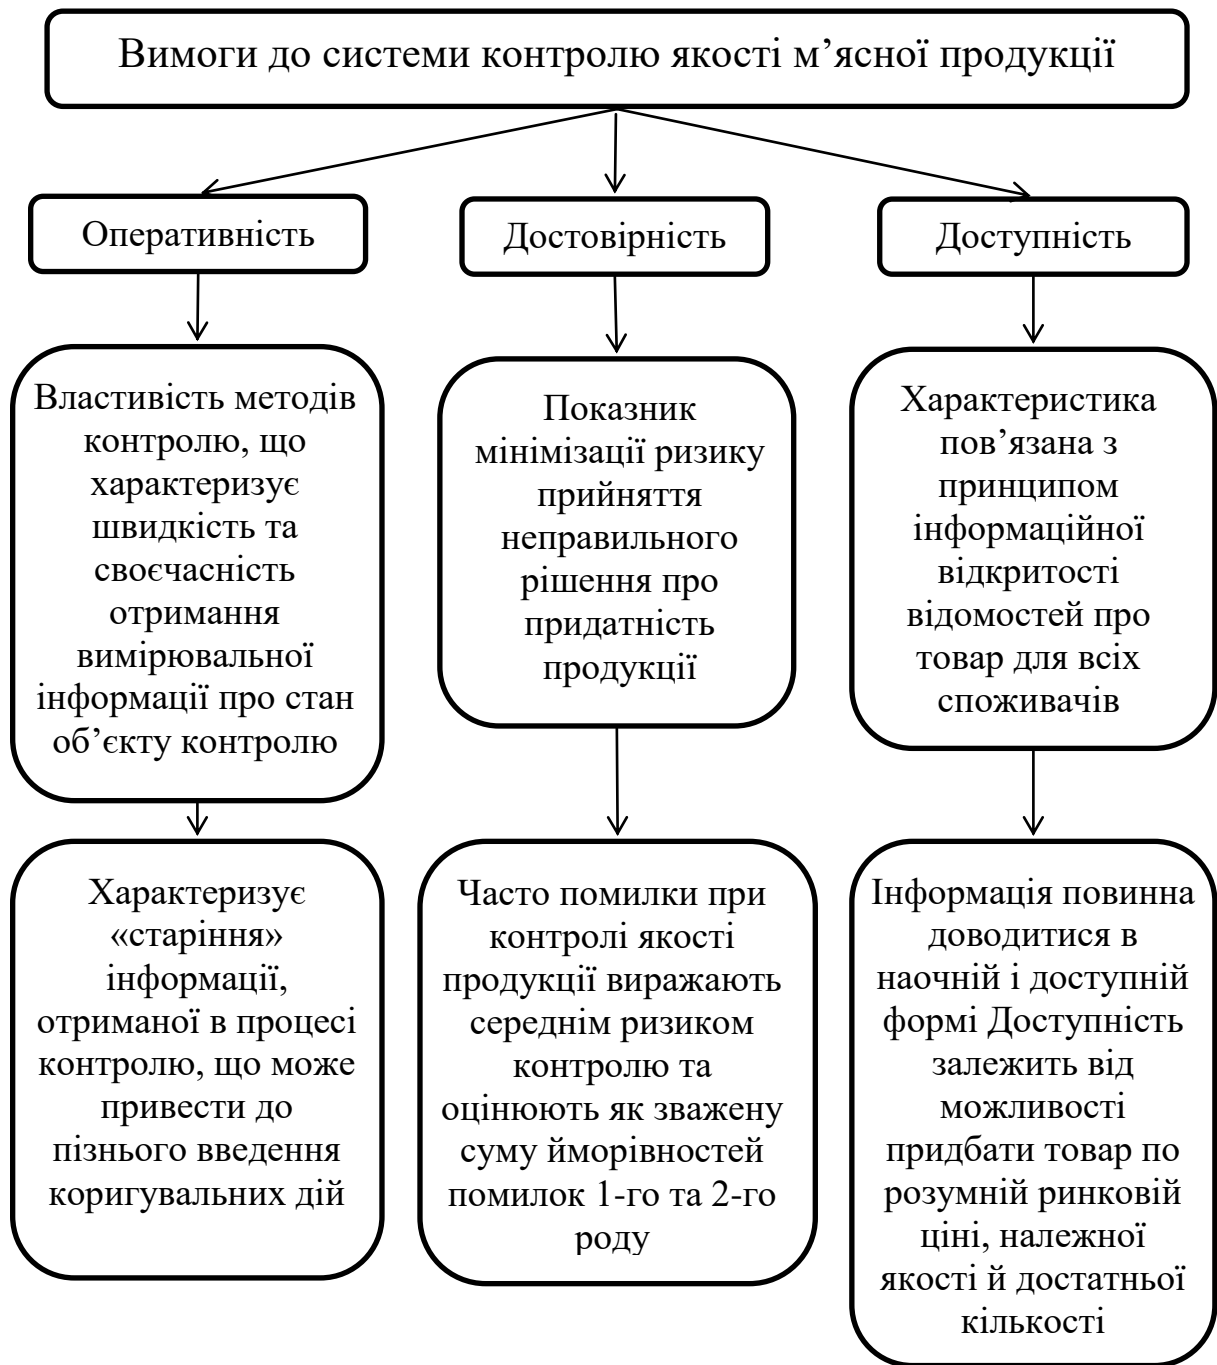 Вимоги до системи контролю якості м’ясної продукції
Оперативність
Достовірність
Доступність
Властивість методів
контролю, що
характеризує
швидкість та
своєчасність
отримання
вимірювальної
інформації про стан
об’єкту контролю
Показник
мінімізації ризику
прийняття
неправильного
рішення про
придатність
продукції
Характеристика
пов’язана з
принципом
інформаційної
відкритості
відомостей про
товар для всіх
споживачів
Характеризує
«старіння»
інформації,
отриманої в процесі
контролю, що може
привести до
пізнього введення
коригувальних дій
Часто помилки при
контролі якості
продукції виражають
середнім ризиком
контролю та
оцінюють як зважену
суму йморівностей
помилок 1-го та 2-го
роду
Інформація повинна
доводитися в
наочній і доступній
формі Доступність
залежить від
можливості
придбати товар по
розумній ринковій
ціні, належної
якості й достатньої
кількості